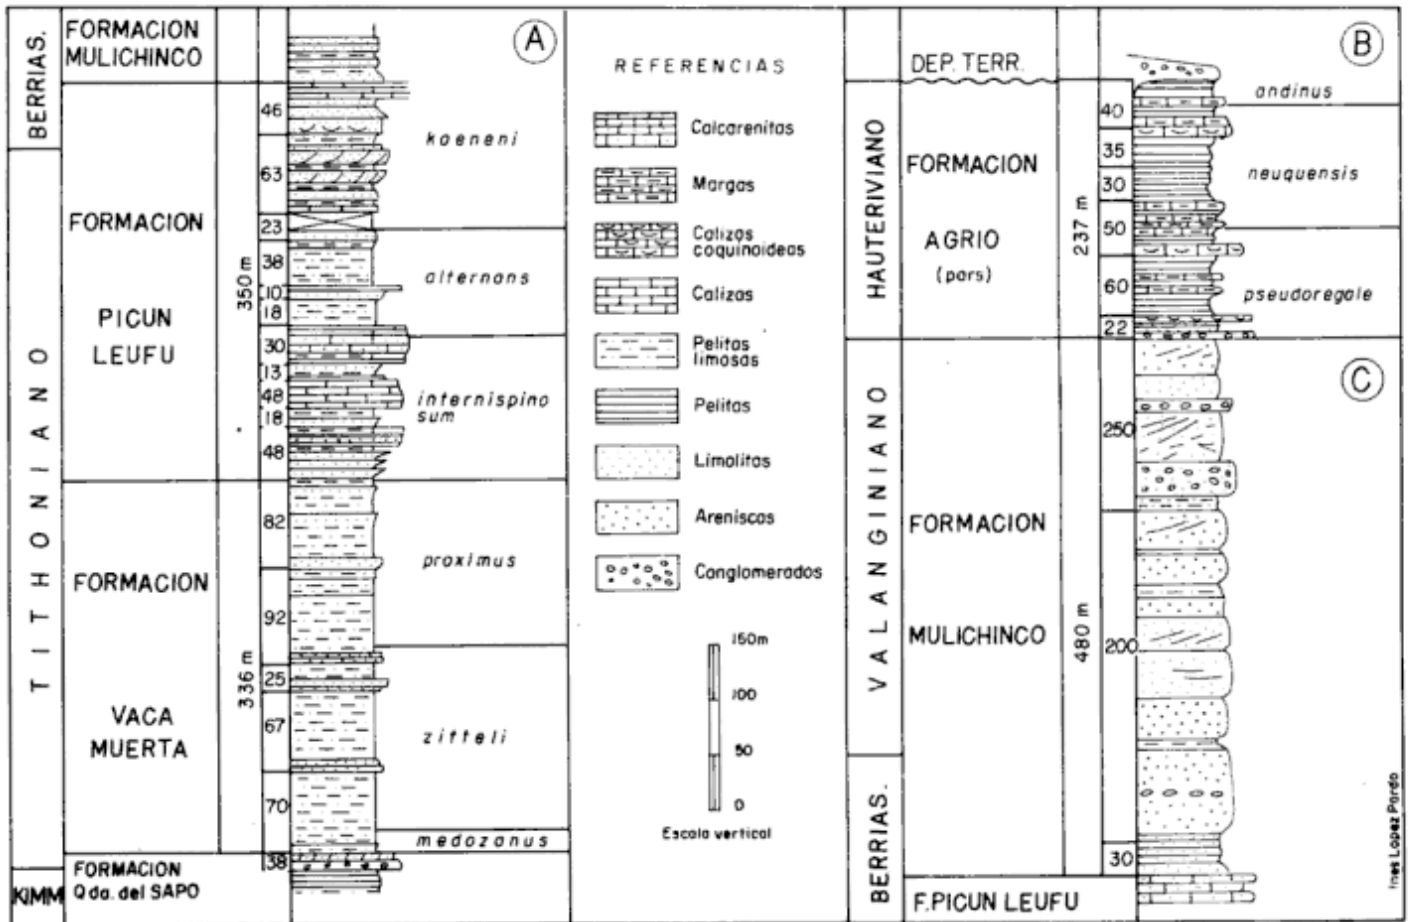 A
BERRIAS.
TITHONIANO
KIMM
FORMACION
MULICHINCO
FORMACION
PICUN
LEUFU
FORMACION
VACA
MUERTA
FORMACION
Qda. del SAPO
350 m
336 m
46
63
23
38
10
18
30
13
48
18
48
82
92
25
67
70
38
koeneni
alternans
internispino
sum
proximus
zitteli
medozanus
REFERENCIAS
Calcarenitas
Margas
Calizas
coquinoideas
Calizas
Pelitas
limosas
Pelitas
Limolitas
Areniscas
Conglomerados
150m
100
50
0
Escala vertical
B
HAUTERIVIANO
DEP. TERR.
FORMACION
AGRIO
(pars)
237 m
40
35
30
50
60
22
andinus
neuquensis
pseudoregale
C
VALANGINIANO
BERRIAS.
FORMACION
MULICHINCO
F.PICUN LEUFU
480 m
250
200
30
Ines Lopez Pardo